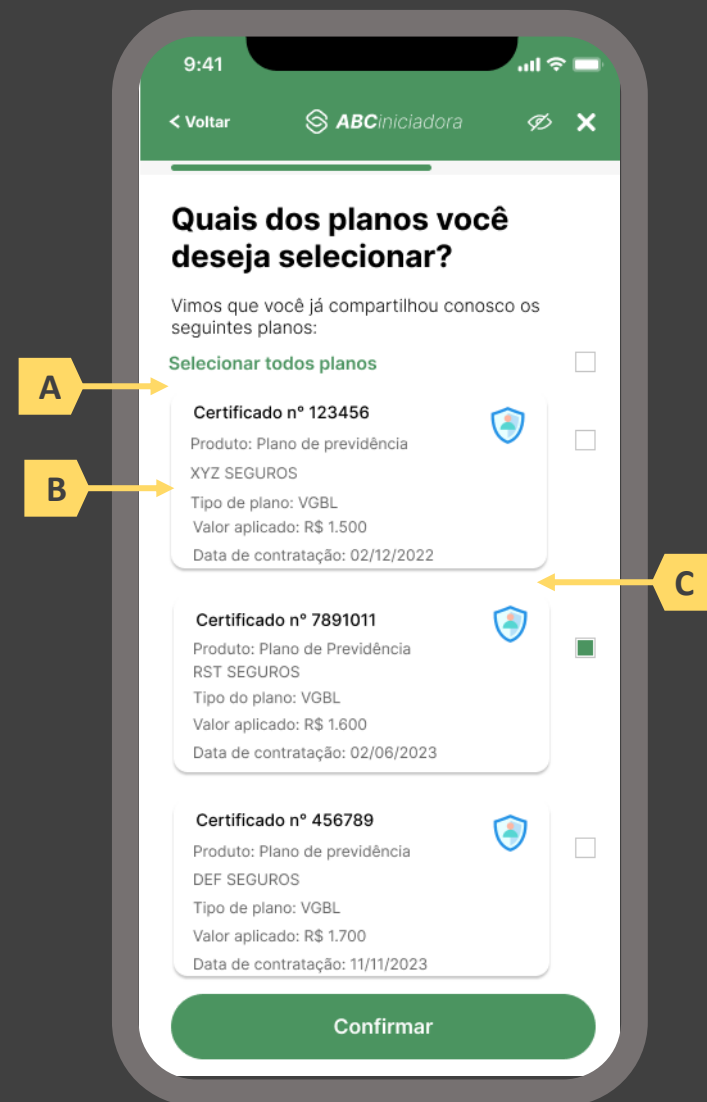 9:41
< Voltar
ABCiniciadora
Quais dos planos você
deseja selecionar?
Vimos que você já compartilhou conosco os
seguintes planos:
Selecionar todos planos
A
Certificado nº 123456
Produto: Plano de previdência
XYZ SEGUROS
B
Tipo de plano: VGBL
Valor aplicado: R$ 1.500
Data de contratação: 02/12/2022
C
Certificado nº 7891011
Produto: Plano de Previdência
RST SEGUROS
Tipo do plano: VGBL
Valor aplicado: R$ 1.600
Data de contratação: 02/06/2023
Certificado nº 456789
Produto: Plano de previdência
DEF SEGUROS
Tipo de plano: VGBL
Valor aplicado: R$ 1.700
Data de contratação: 11/11/2023
Confirmar